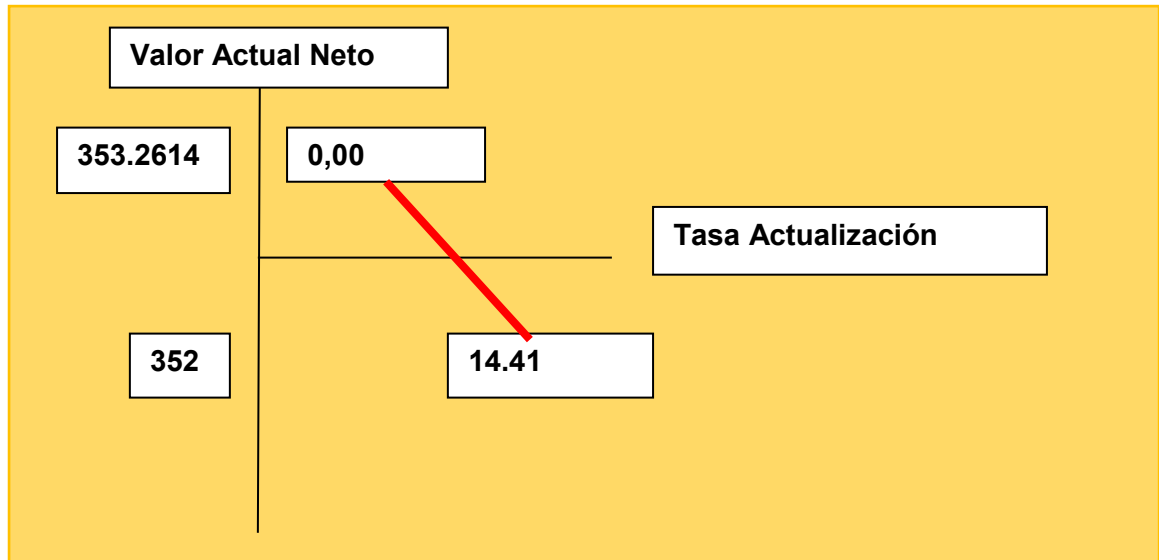 Valor Actual Neto
353.2614
0,00
Tasa Actualización
352
14.41